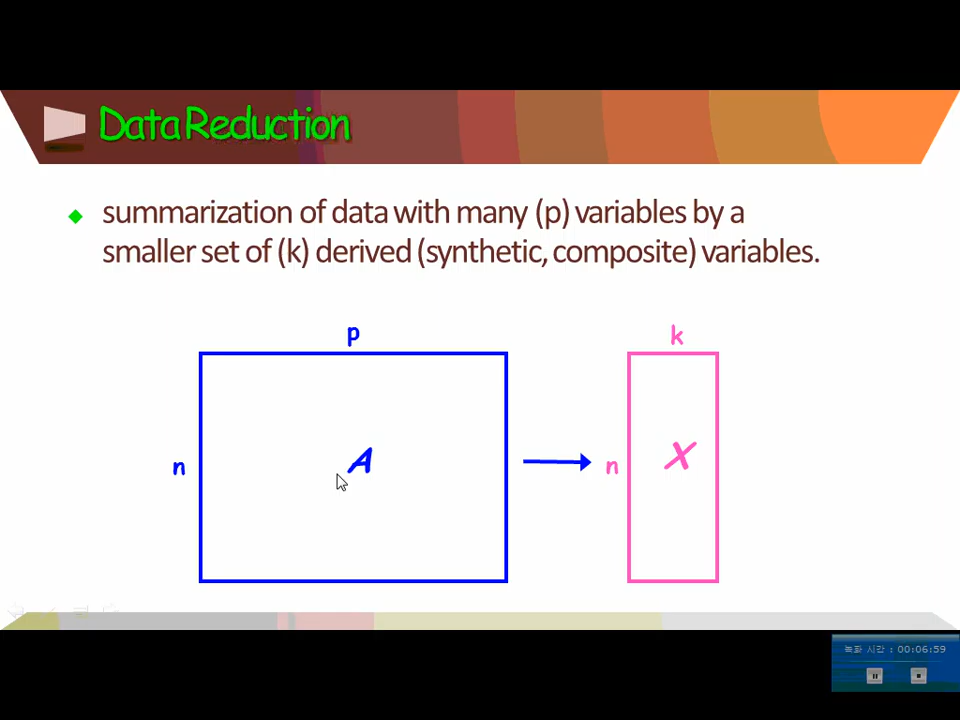 Data Reduction
summarization of data with many (p) variables by a
smaller set of (k) derived (synthetic, composite) variables.
p
k
n
A
n
X
녹화 시간 : 00:06:59